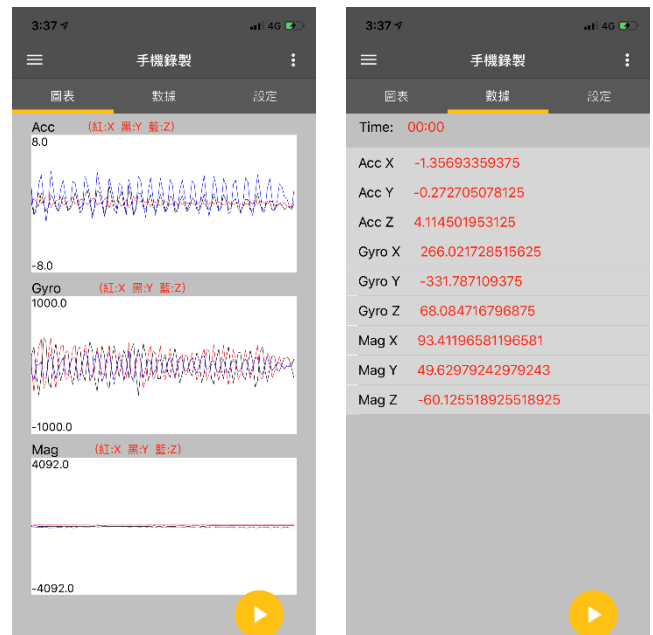 3:37
4G
手機錄製
圖表 數據 設定
Acc (紅:X 黑:Y 藍:Z)
8.0
-8.0
Gyro (紅:X 黑:Y 藍:Z)
1000.0
-1000.0
Mag (紅:X 黑:Y 藍:Z)
4092.0
-4092.0
3:37
4G
手機錄製
圖表 數據 設定
Time: 00:00
Acc X -1.35693359375
Acc Y -0.272705078125
Acc Z 4.114501953125
Gyro X 266.021728515625
Gyro Y -331.787109375
Gyro Z 68.084716796875
Mag X 93.41196581196581
Mag Y 49.62979242979243
Mag Z -60.125518925518925